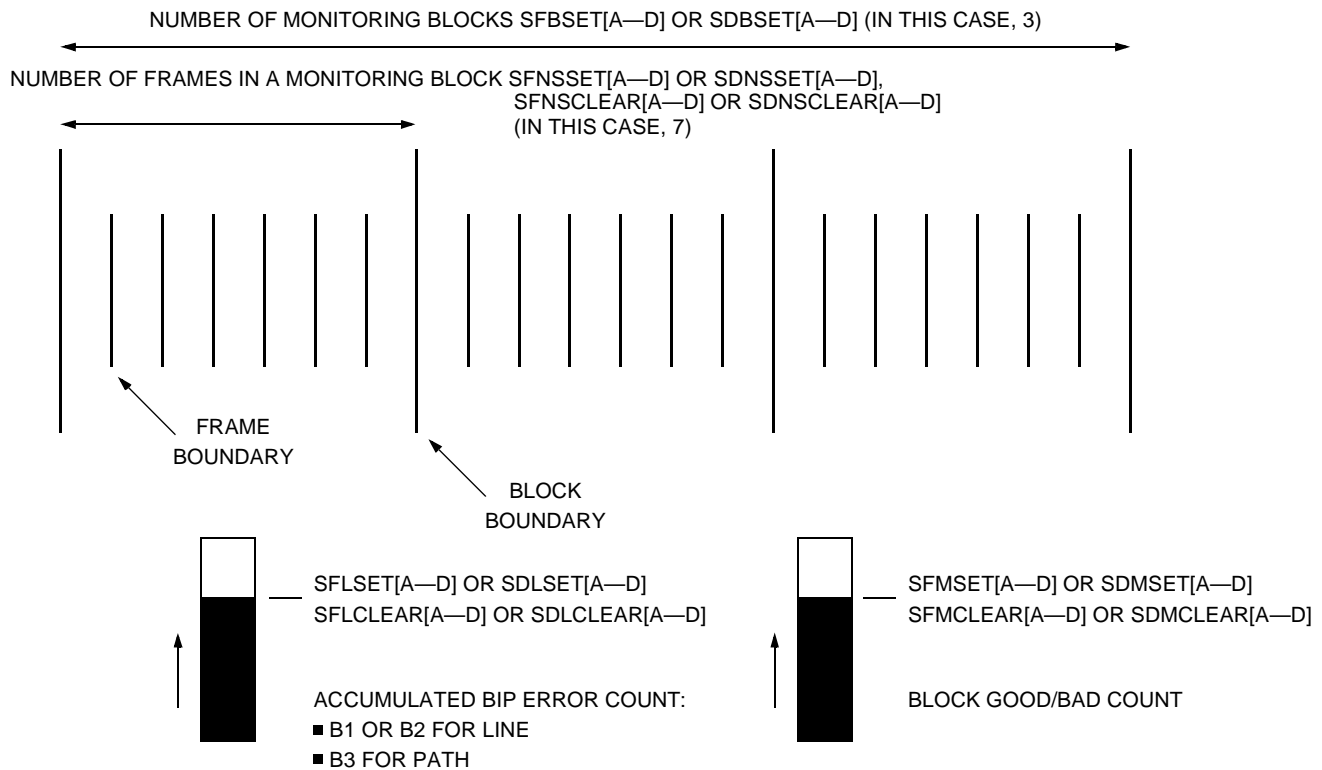 NUMBER OF MONITORING BLOCKS SFBSET[A—D] OR SDBSET[A—D] (IN THIS CASE, 3)
NUMBER OF FRAMES IN A MONITORING BLOCK SFNSSET[A—D] OR SDNSSET[A—D],
SFNSCLEAR[A—D] OR SDNSCLEAR[A—D]
(IN THIS CASE, 7)
FRAME
BOUNDARY
BLOCK
BOUNDARY
SFLSET[A—D] OR SDLSET[A—D]
SFLCLEAR[A—D] OR SDLCLEAR[A—D]
ACCUMULATED BIP ERROR COUNT:
■ B1 OR B2 FOR LINE
■ B3 FOR PATH
SFMSET[A—D] OR SDMSET[A—D]
SFMCLEAR[A—D] OR SDMCLEAR[A—D]
BLOCK GOOD/BAD COUNT